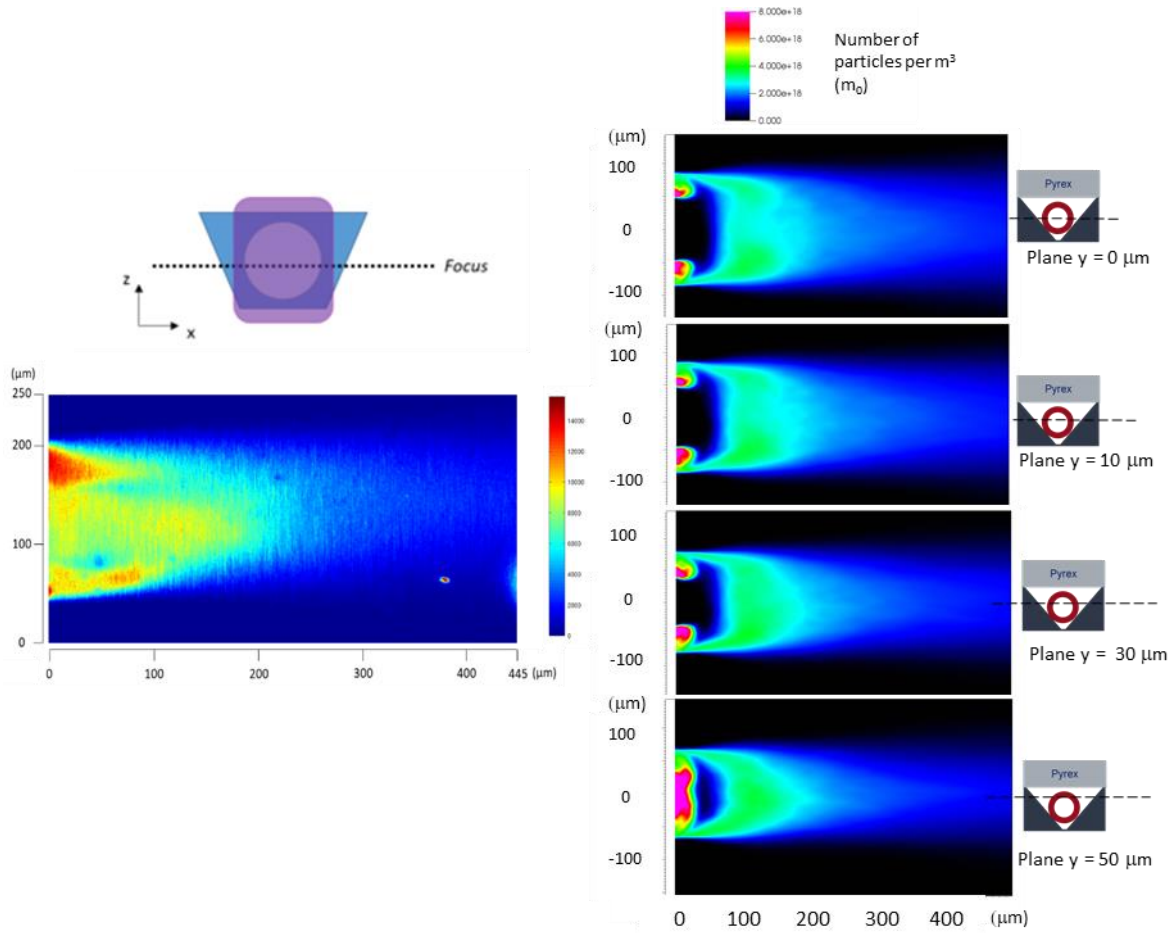 8.000e+18
6.000e+18
4.000e+18
2.000e+18
0.000
Number of
particles per m³
(m₀)
z
x
Focus
(μm)
250
200
100
0
0
100
200
300
400
445 (μm)
14000
12000
10000
8000
6000
4000
2000
0
(μm)
100
0
-100
Pyrex
Plane y = 0 μm
(μm)
100
0
-100
Pyrex
Plane y = 10 μm
(μm)
100
0
-100
Pyrex
Plane y = 30 μm
(μm)
100
0
-100
Pyrex
Plane y = 50 μm
0 100 200 300 400 (μm)